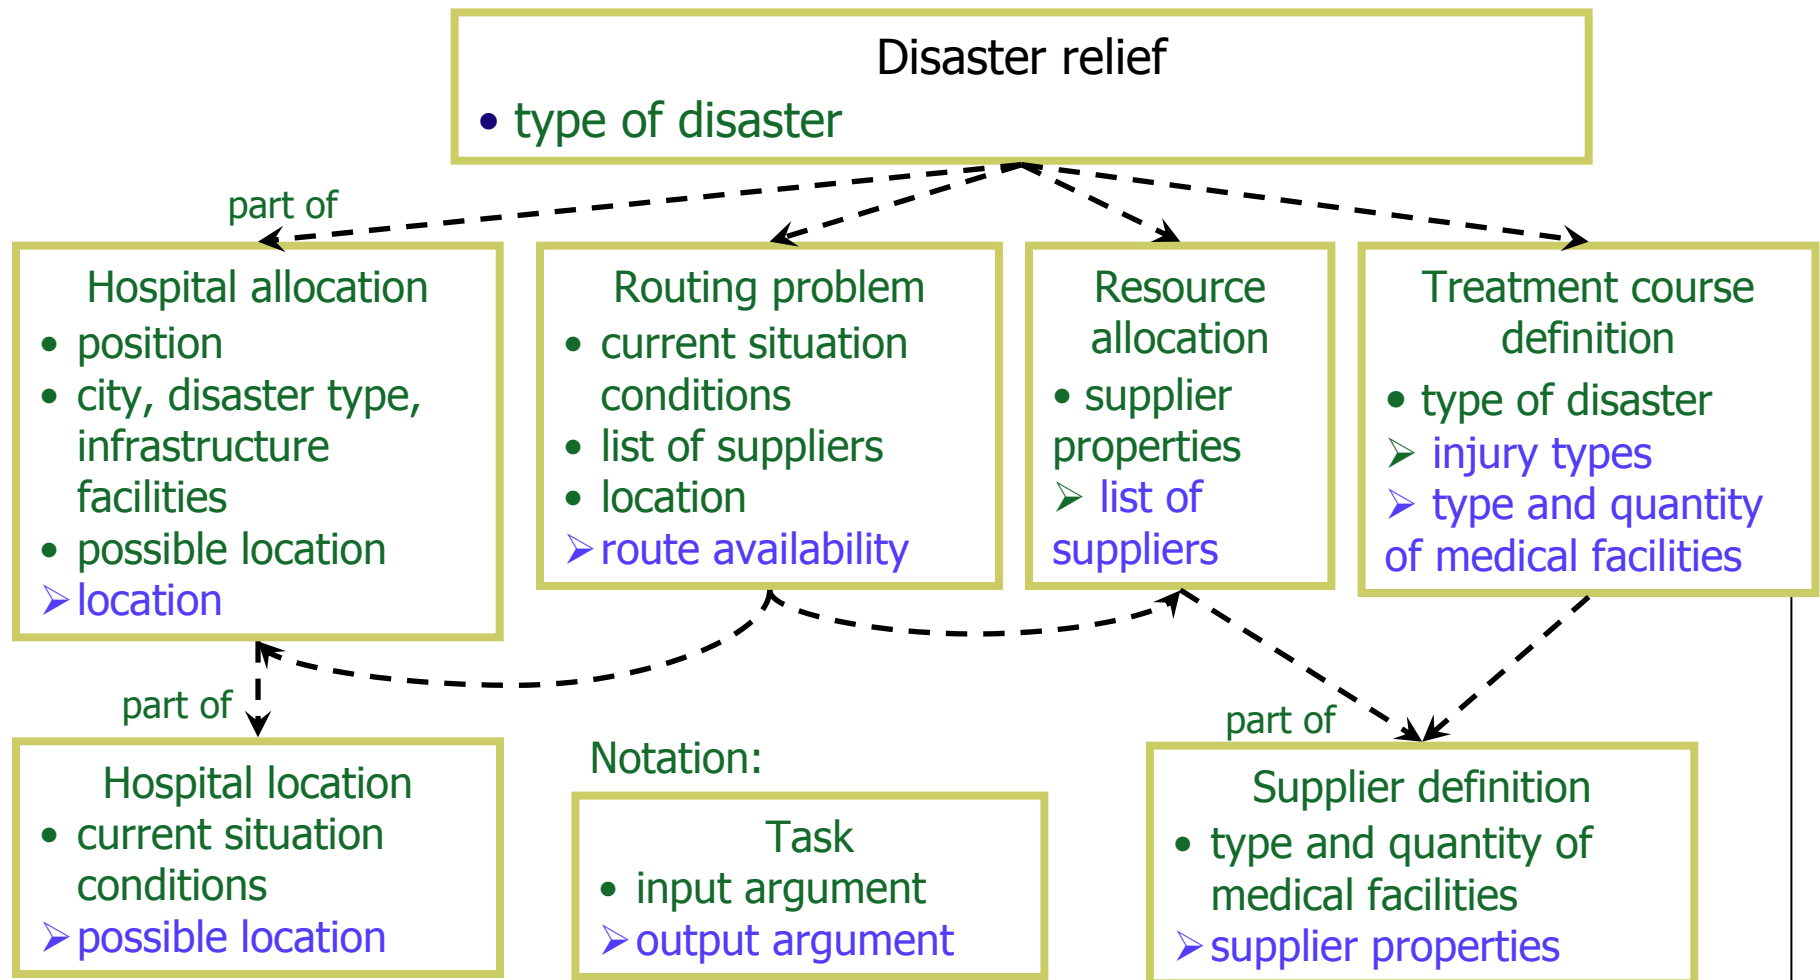 Disaster relief
• type of disaster
part of
Hospital allocation
• position
• city, disaster type,
infrastructure
facilities
• possible location
➢location
Routing problem
• current situation
conditions
• list of suppliers
• location
➢route availability
Resource
allocation
• supplier
properties
➢ list of
suppliers
Treatment course
definition
• type of disaster
➢ injury types
➢ type and quantity
of medical facilities
part of
Hospital location
• current situation
conditions
➢possible location
Notation:
Task
• input argument
➢output argument
part of
Supplier definition
• type and quantity of
medical facilities
➢supplier properties